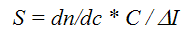 S = dn/dc * C / ΔI